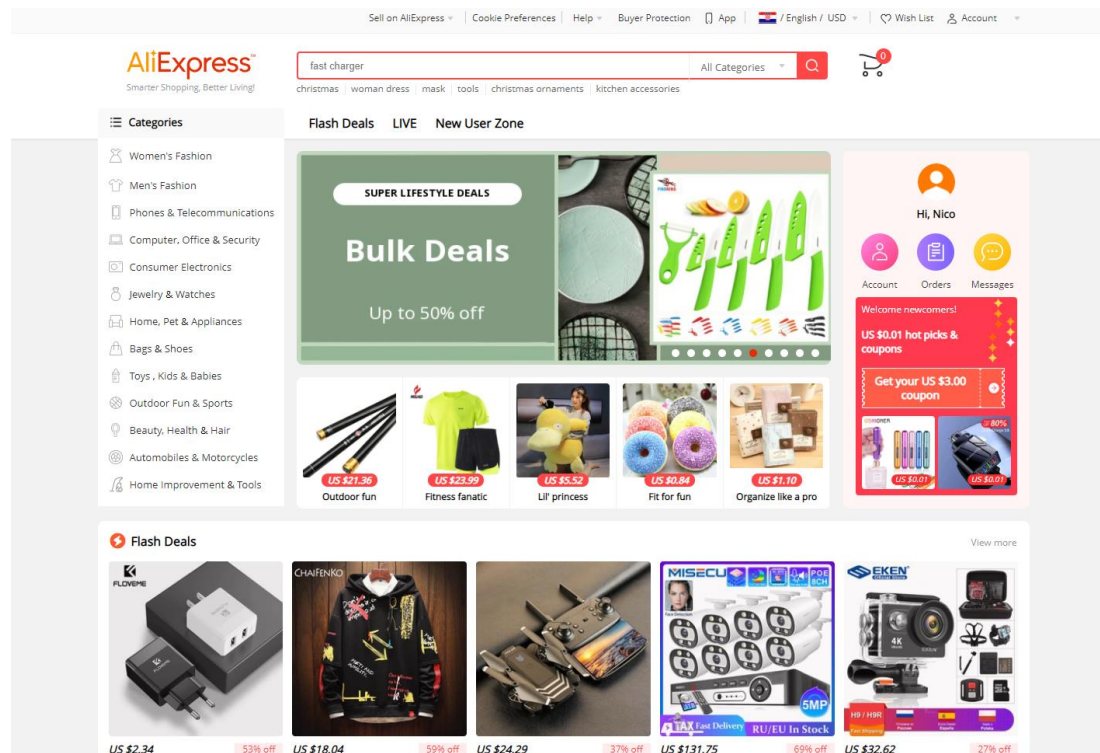 Sell on AliExpress
Cookie Preferences
Help
Buyer Protection
App
/ English / USD
Wish List
Account
AliExpress
Smarter Shopping, Better Living!
fast charger
All Categories
0
christmas
woman dress
mask
tools
christmas ornaments
kitchen accessories
Categories
Flash Deals
LIVE
New User Zone
Women's Fashion
Men's Fashion
Phones & Telecommunications
Computer, Office & Security
Consumer Electronics
Jewelry & Watches
Home, Pet & Appliances
Bags & Shoes
Toys , Kids & Babies
Outdoor Fun & Sports
Beauty, Health & Hair
Automobiles & Motorcycles
Home Improvement & Tools
SUPER LIFESTYLE DEALS
Bulk Deals
Up to 50% off
Hi, Nico
Account
Orders
Messages
Welcome newcomers!
US $0.01 hot picks &
coupons
Get your US $3.00
coupon
80%
US $0.01
US $0.01
US $21.36
Outdoor fun
US $23.99
Fitness fanatic
US $5.52
Lil' princess
US $0.84
Fit for fun
US $1.10
Organize like a pro
Flash Deals
View more
FLOVEME
US $2.34
53% off
CHAIFENKO
US $18.04
59% off
US $24.29
37% off
MISECU
POE
8CH
5MP
TAX Fast Delivery
RU/EU In Stock
US $131.75
69% off
EKEN
4K
H9 / H9R
US $32.62
27% off